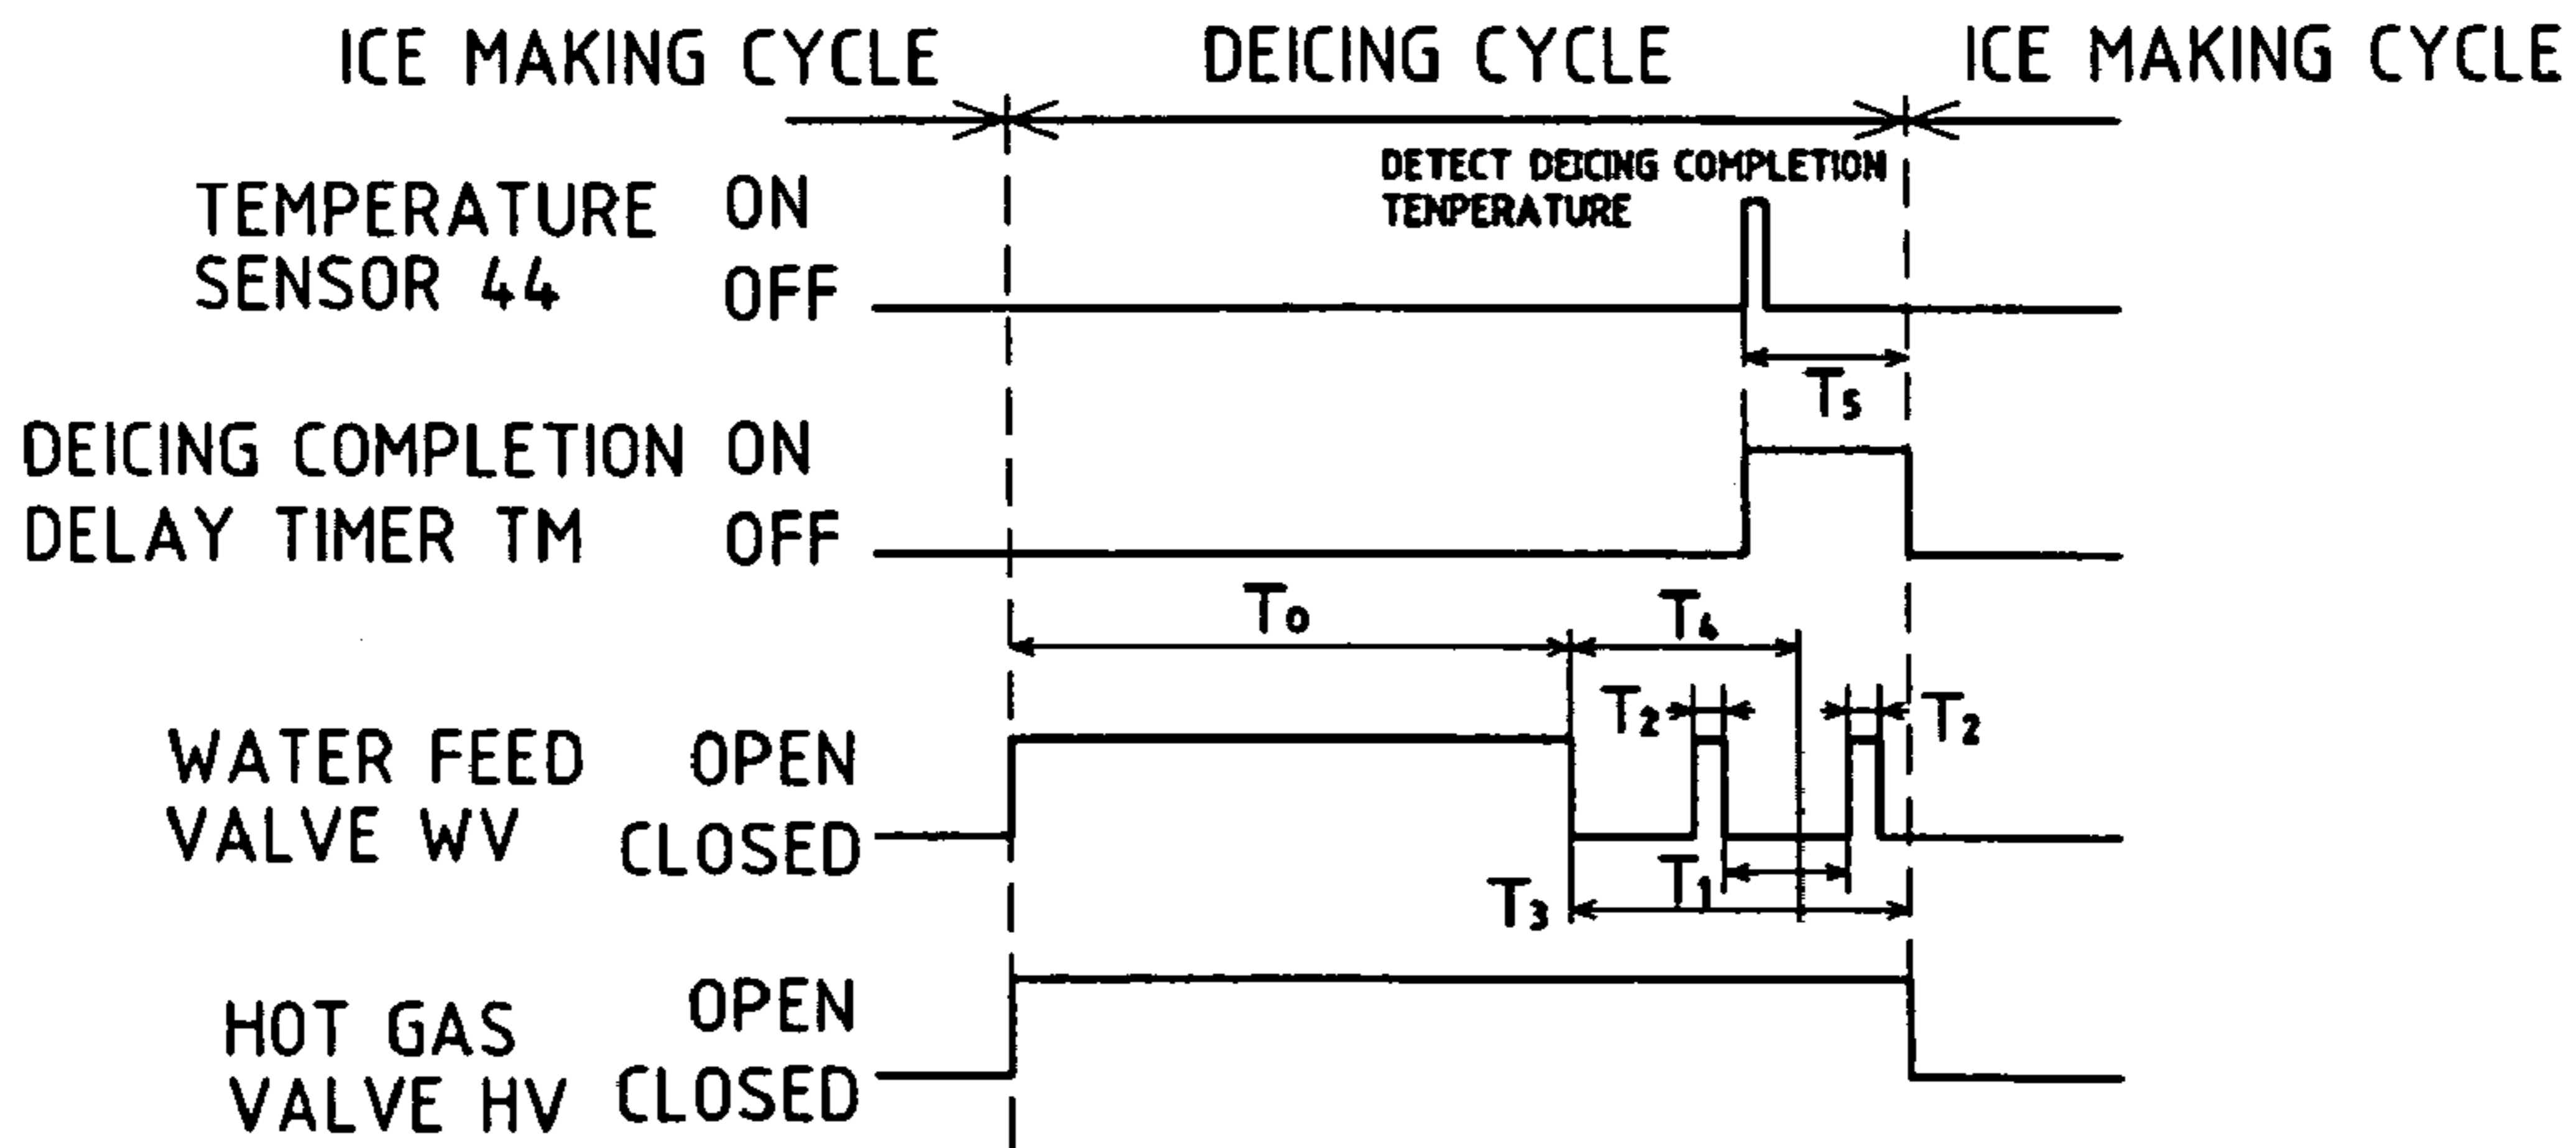 ICE MAKING CYCLE DEICING CYCLE ICE MAKING CYCLE
DETECT DEICING COMPLETION
TENPERATURE
TEMPERATURE ON
SENSOR 44 OFF
T5
DEICING COMPLETION ON
DELAY TIMER TM OFF
T0 T4
T2 T2
WATER FEED OPEN
VALVE WV CLOSED
T1
T3
HOT GAS OPEN
VALVE HV CLOSED